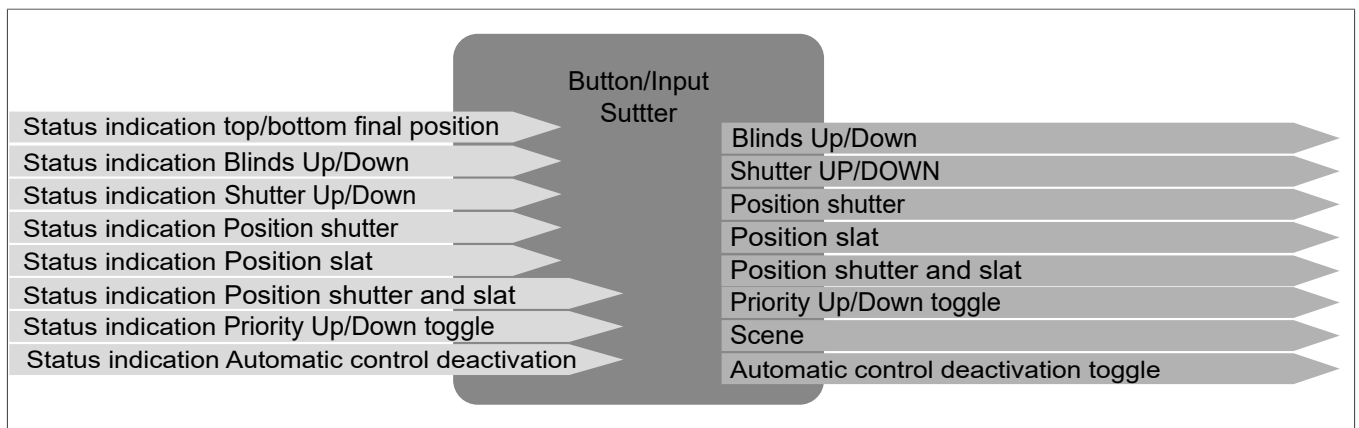 Button/Input
Suttter
Status indication top/bottom final position
Status indication Blinds Up/Down
Status indication Shutter Up/Down
Status indication Position shutter
Status indication Position slat
Status indication Position shutter and slat
Status indication Priority Up/Down toggle
Status indication Automatic control deactivation
Blinds Up/Down
Shutter UP/DOWN
Position shutter
Position slat
Position shutter and slat
Priority Up/Down toggle
Scene
Automatic control deactivation toggle